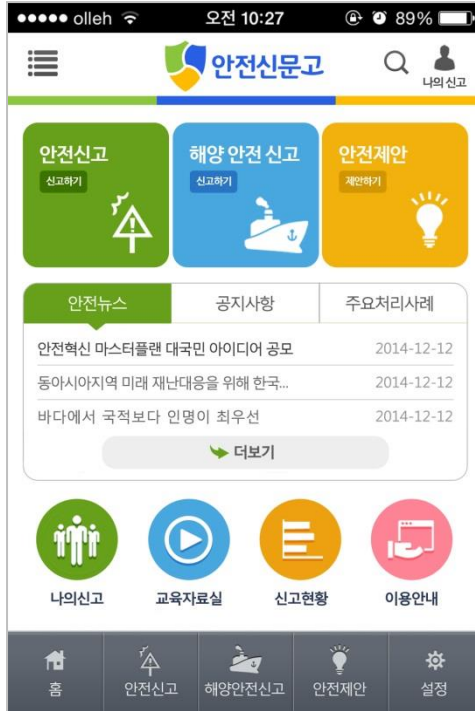 olleh 오전 10:27 89%
안전신문고
나의 신고
안전신고 해양 안전 신고 안전제안
신고하기 신고하기 제안하기
안전뉴스 공지사항 주요처리사례
안전혁신 마스터플랜 대국민 아이디어 공모 2014-12-12
동아시아지역 미래 재난대응을 위해 한국... 2014-12-12
바다에서 국적보다 인명이 최우선 2014-12-12
더보기
나의신고 교육자료실 신고현황 이용안내
홈 안전신고 해양안전신고 안전제안 설정